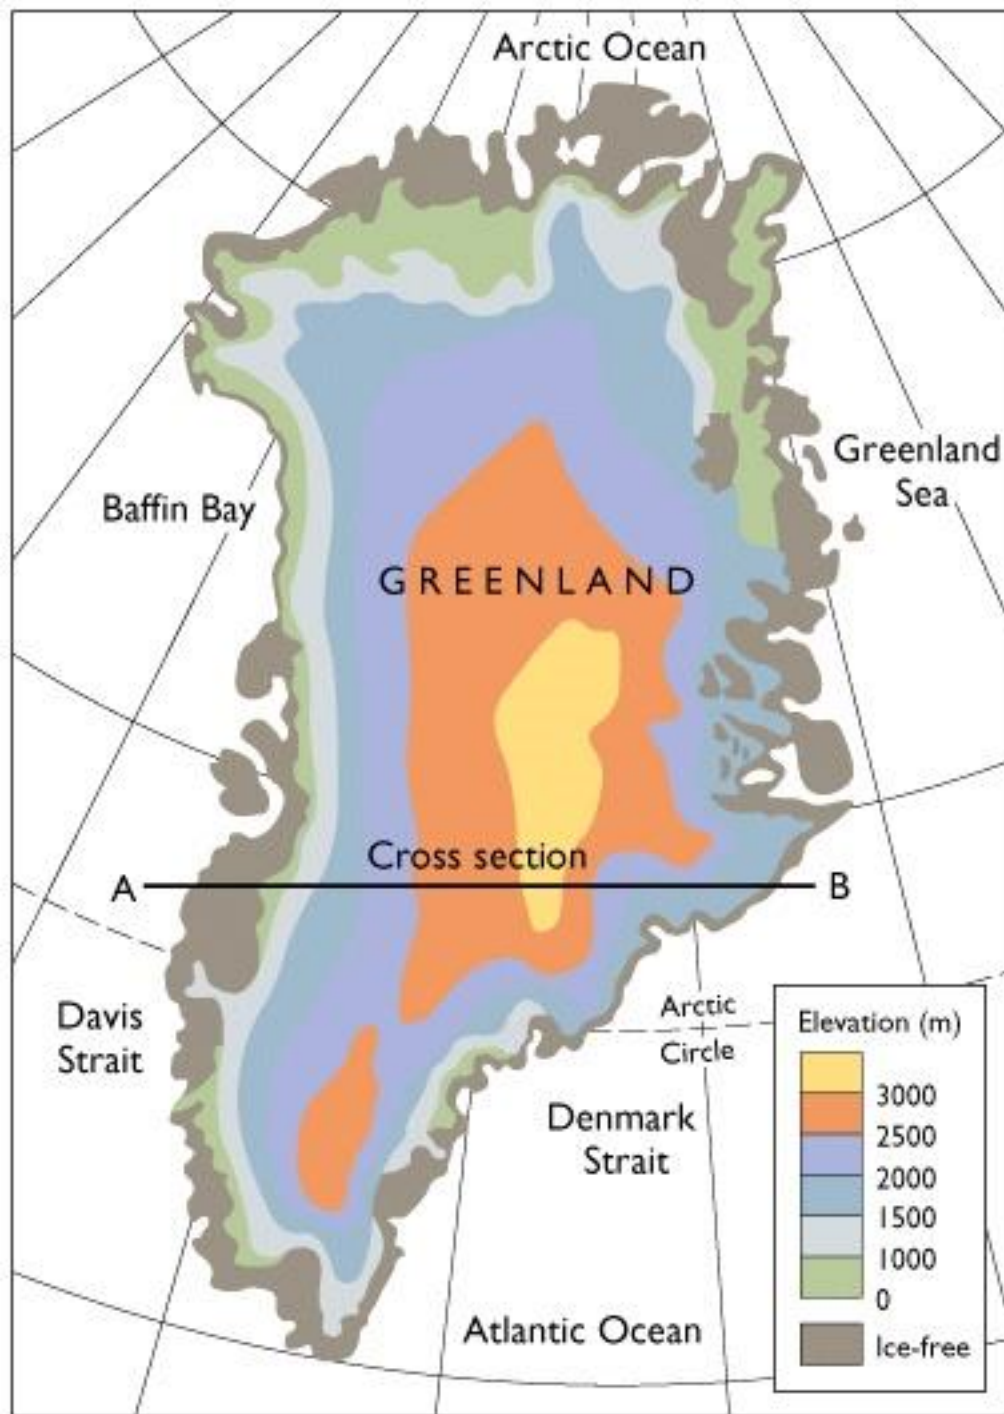 Arctic Ocean
Greenland
Sea
Baffin Bay
GREENLAND
Cross section
A
B
Davis
Strait
Arctic
Circle
Denmark
Strait
Atlantic Ocean
Elevation (m)
3000
2500
2000
1500
1000
0
Ice-free